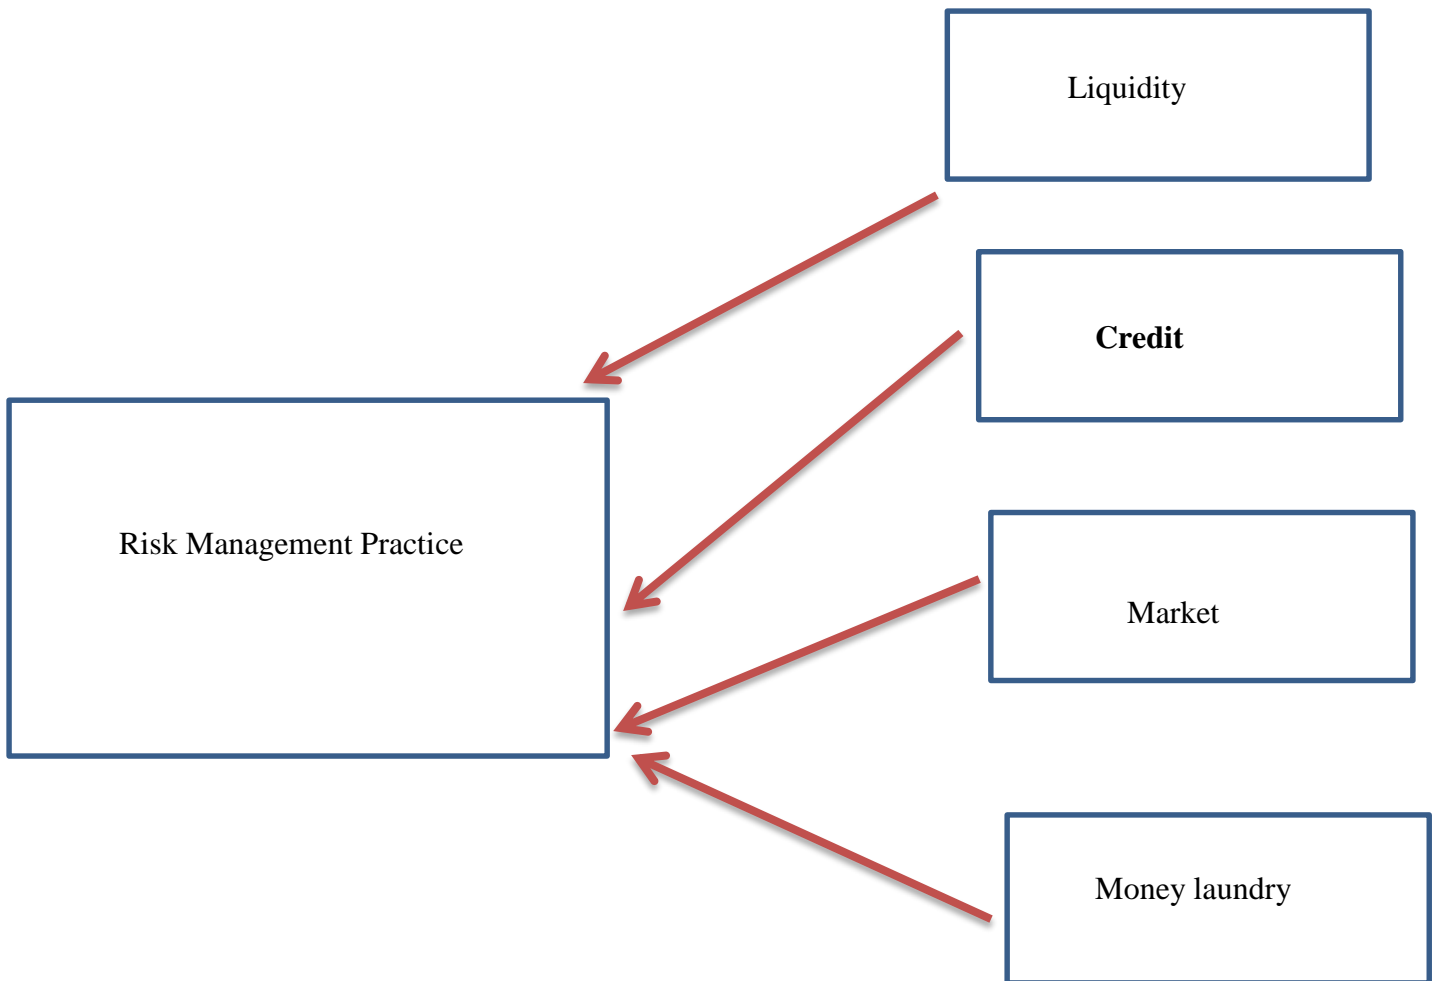 Liquidity
Credit
Risk Management Practice
Market
Money laundry